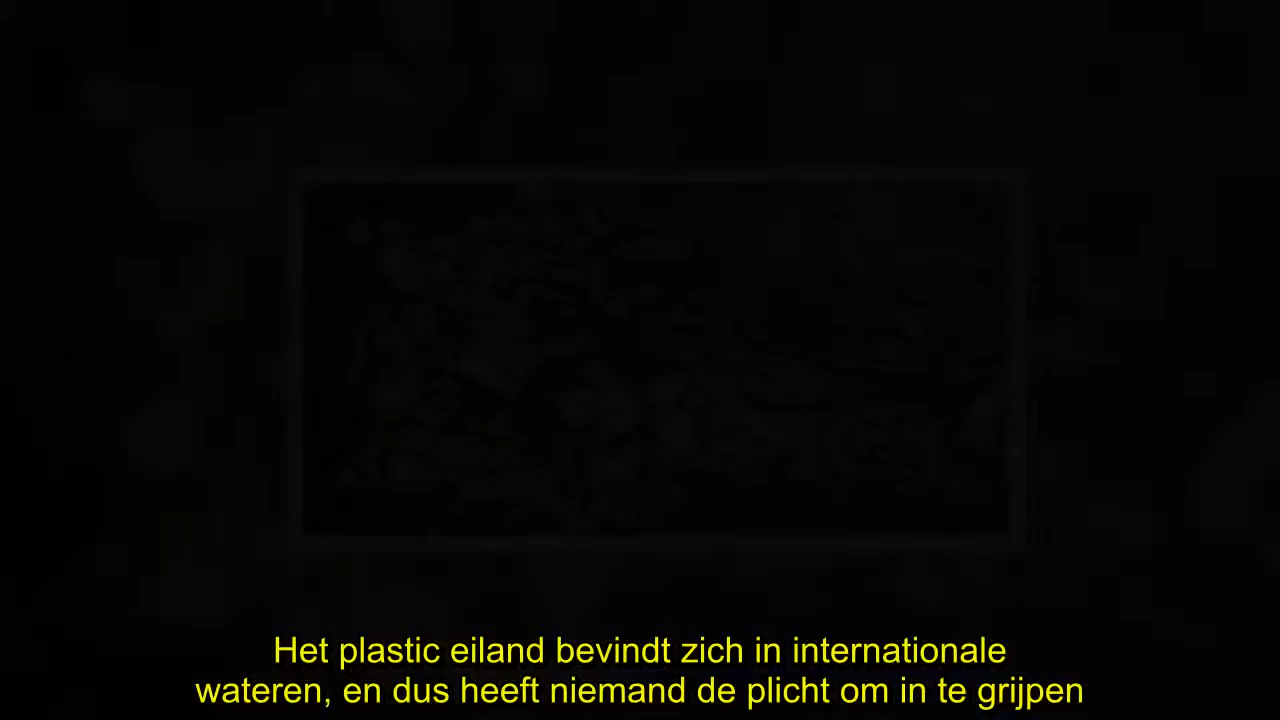 Het plastic eiland bevindt zich in internationale
wateren, en dus heeft niemand de plicht om in te grijpen